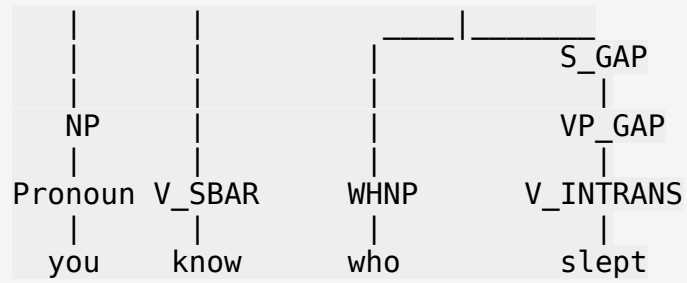 S_GAP
NP VP_GAP
Pronoun V_SBAR WHNP V_INTRANS
you know who slept